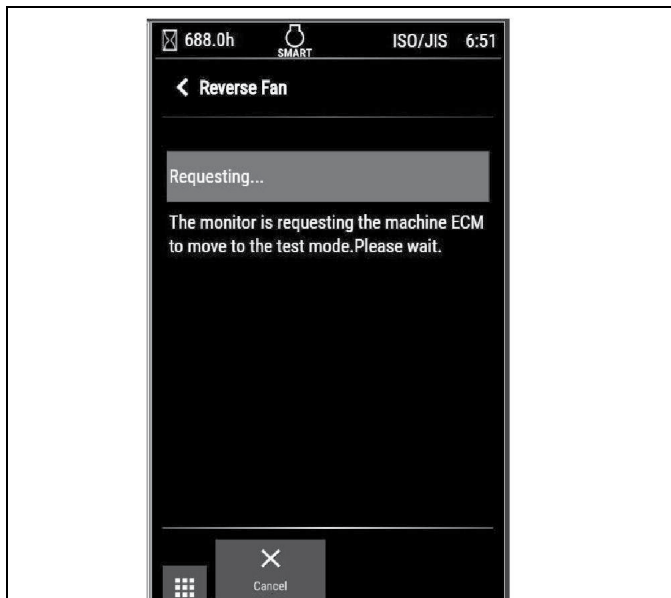 688.0h SMART ISO/JIS 6:51
Reverse Fan
Requesting...
The monitor is requesting the machine ECM
to move to the test mode.Please wait.
Cancel